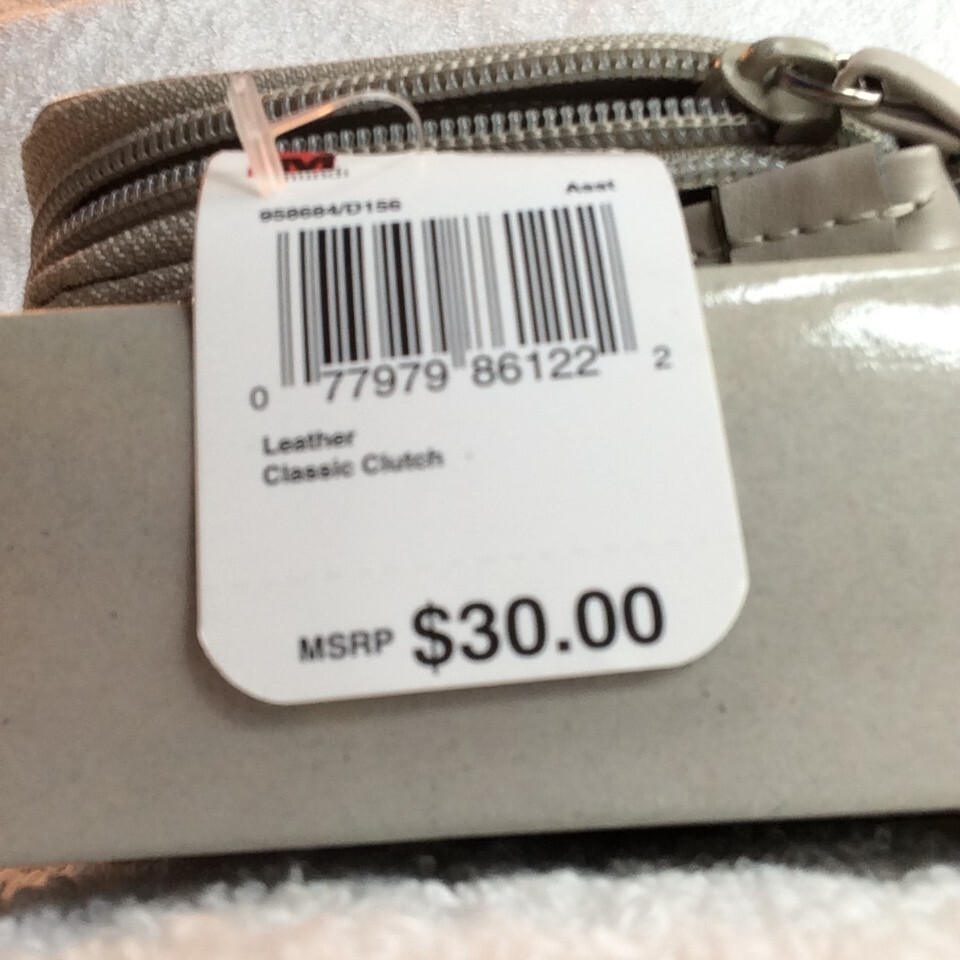 958684/D156 Asst
0 77979 86122 2
Leather
Classic Clutch
MSRP $30.00